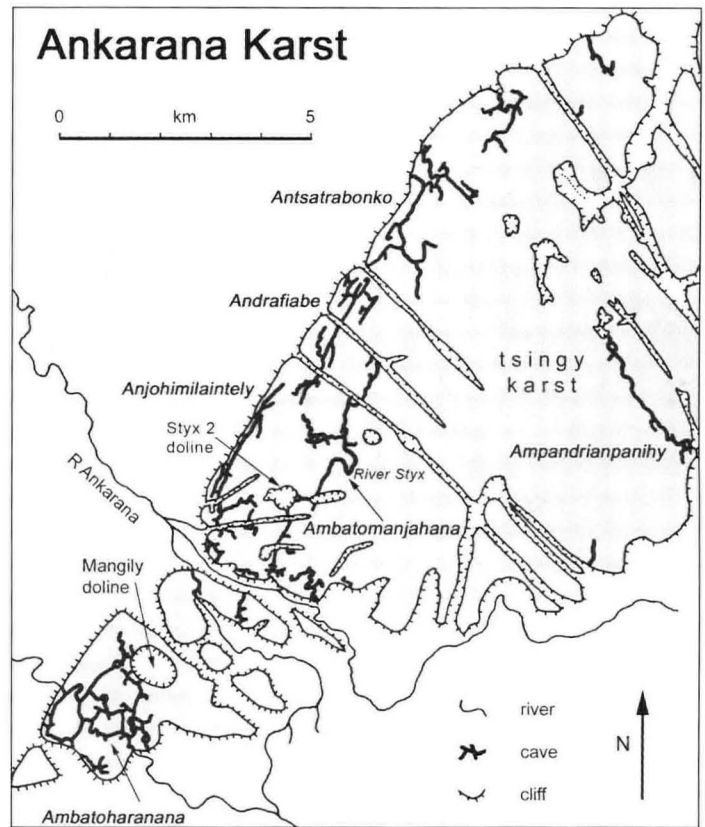 Ankarana Karst
0 km 5
Antsatrabonko
Andrafiabe
tsingy
karst
Anjohimilaintely
Styx 2
doline
Ampandrianpanihy
River Styx
R Ankarana
Ambatomanjahana
Mangily
doline
river
cave
N
cliff
Ambatoharanana